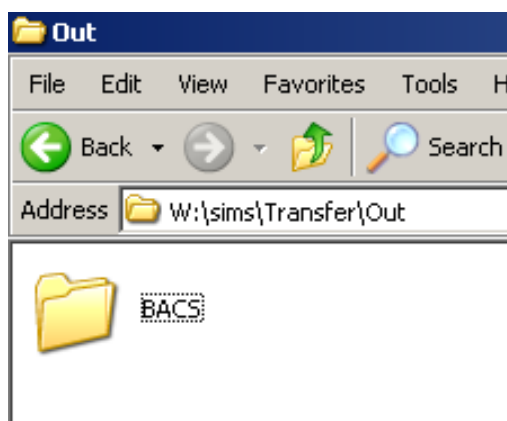 Out
File Edit View Favorites Tools
Back Search
Address W:\sims\Transfer\Out
BACS